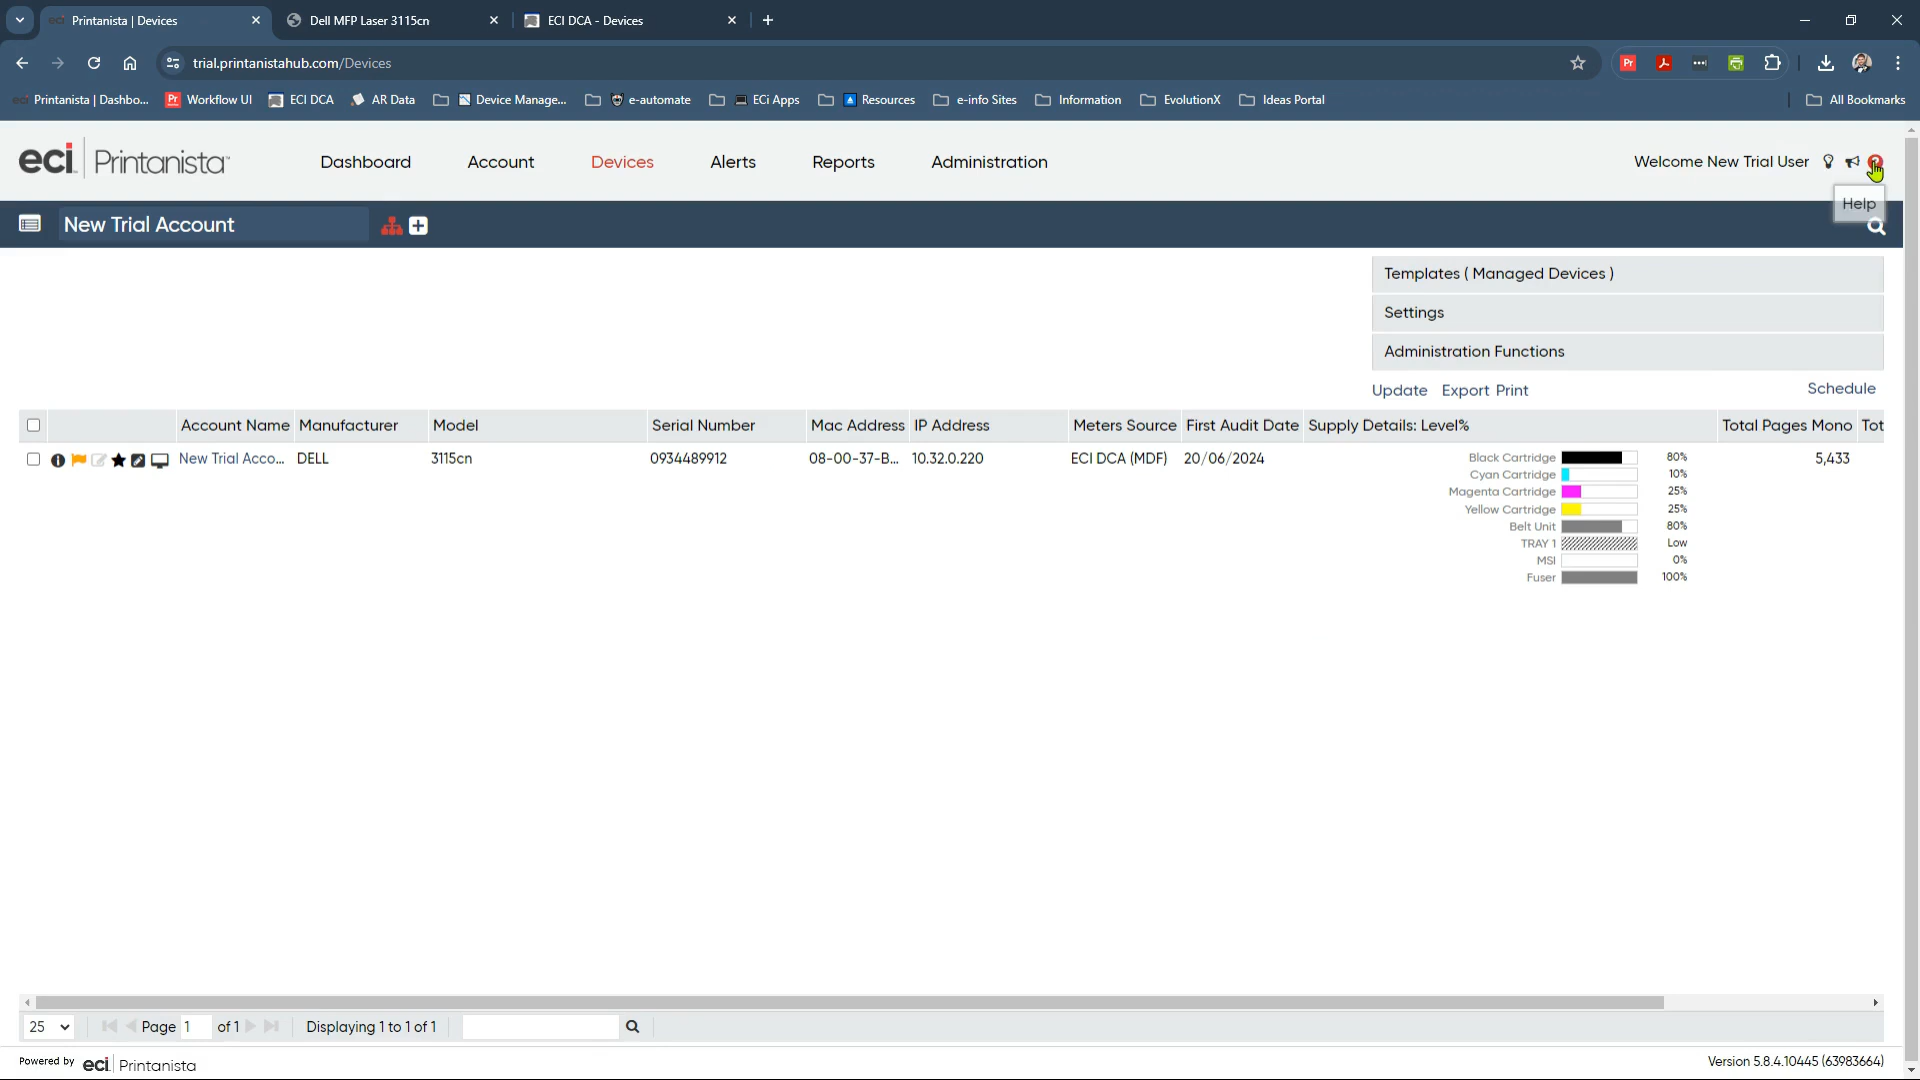 Printanista | Devices
Dell MFP Laser 3115cn
ECI DCA - Devices
trial.printanistahub.com/Devices
Printanista | Dashbo...
Workflow UI
ECI DCA
AR Data
Device Manage...
e-automate
ECi Apps
Resources
e-info Sites
Information
EvolutionX
Ideas Portal
All Bookmarks
eci Printanista
Dashboard
Account
Devices
Alerts
Reports
Administration
Welcome New Trial User
Help
New Trial Account
Templates ( Managed Devices )
Settings
Administration Functions
Update Export Print
Schedule
Account Name Manufacturer Model Serial Number Mac Address IP Address Meters Source First Audit Date Supply Details: Level% Total Pages Mono Tot
New Trial Acco... DELL 3115cn 0934489912 08-00-37-B... 10.32.0.220 ECI DCA (MDF) 20/06/2024 Black Cartridge 80% 5,433
Cyan Cartridge 10%
Magenta Cartridge 25%
Yellow Cartridge 25%
Belt Unit 80%
TRAY 1 Low
MSI 0%
Fuser 100%
25 Page 1 of 1 Displaying 1 to 1 of 1
Powered by eci Printanista
Version 5.8.4.10445 (63983664)